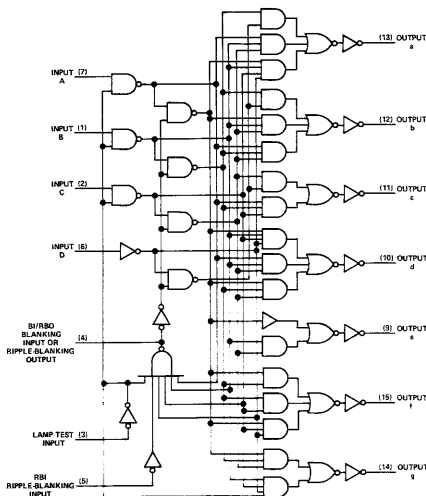 (13) OUTPUT
a
INPUT (7)
A
(12) OUTPUT
b
INPUT (1)
B
INPUT (2)
C
(11) OUTPUT
c
INPUT (6)
D
(10) OUTPUT
d
BI/RBO
BLANKING
INPUT OR (4)
RIPPLE-BLANKING
OUTPUT
(9) OUTPUT
e
(15) OUTPUT
f
LAMP-TEST (3)
INPUT
(14) OUTPUT
g
RBI
RIPPLE-BLANKING (5)
INPUT